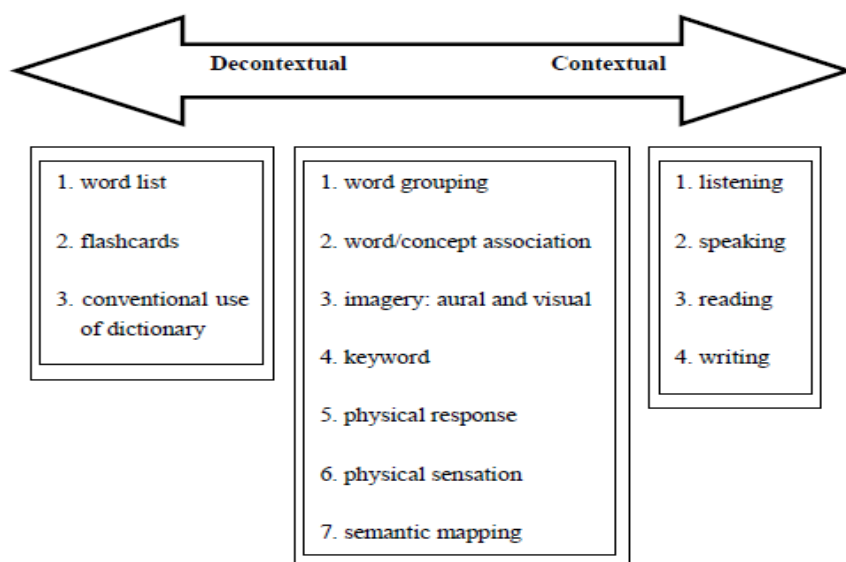 Decontextual
Contextual
1. word list
2. flashcards
3. conventional use
of dictionary
1. word grouping
2. word/concept association
3. imagery: aural and visual
4. keyword
5. physical response
6. physical sensation
7. semantic mapping
1. listening
2. speaking
3. reading
4. writing